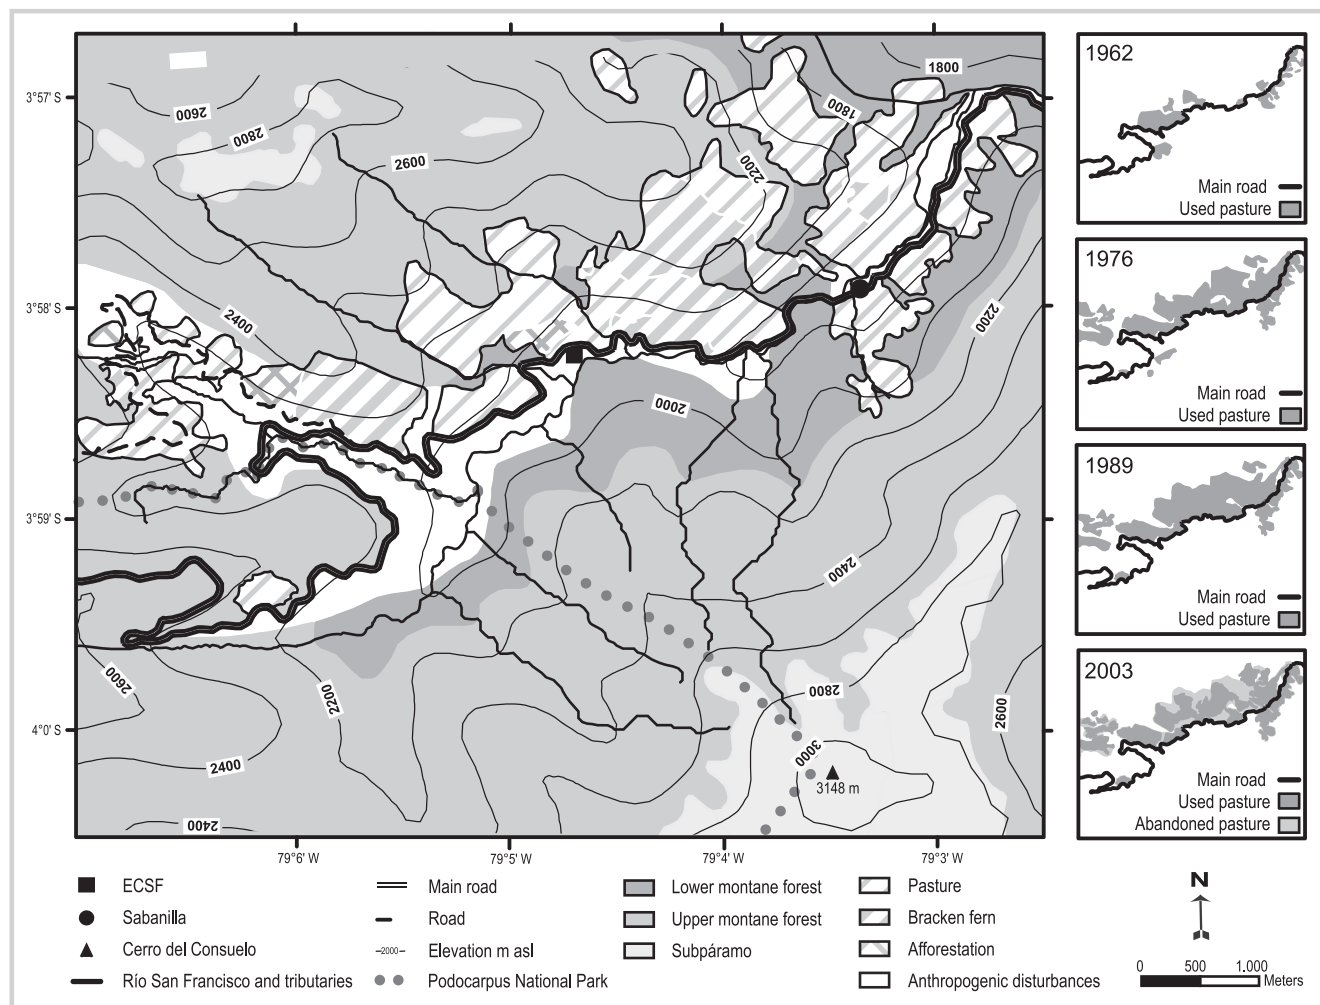 1800
2600
2800
2600
1800
2200
3°57' S
3°58' S
2400
2200
2000
3°59' S
2400
2600
2200
2800
2600
4°0' S
3000
3148 m
2400
2400
79°6' W
79°5' W
79°4' W
79°3' W
1962
Main road
Used pasture
1976
Main road
Used pasture
1989
Main road
Used pasture
2003
Main road
Used pasture
Abandoned pasture
ECSF
Sabanilla
Cerro del Consuelo
Río San Francisco and tributaries
Main road
Road
2000
Elevation m asl
Podocarpus National Park
Lower montane forest
Upper montane forest
Subpáramo
Pasture
Bracken fern
Afforestation
Anthropogenic disturbances
N
0 500 1.000
Meters